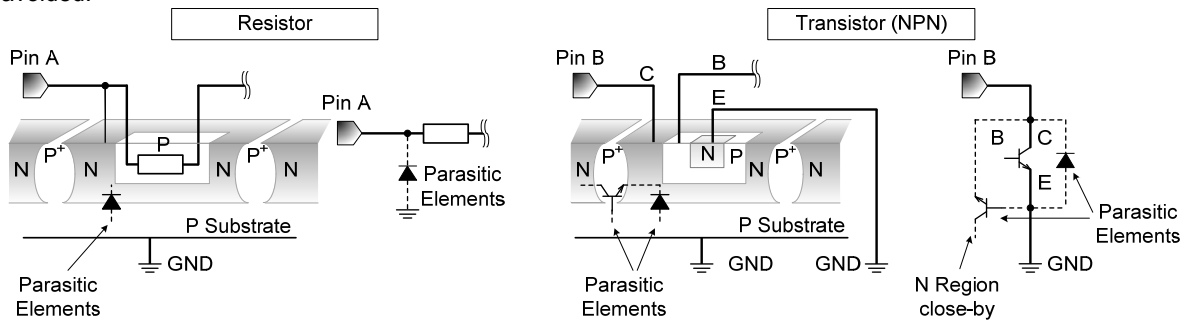 Resistor
Transistor (NPN)
Pin A
Pin A
N
P+
N
P
N
P+
N
Parasitic
Elements
P Substrate
GND
Parasitic
Elements
Pin B
C
B
E
N
P+
N
N
P
N
P+
N
P Substrate
GND
GND
Parasitic
Elements
Pin B
B
C
E
Parasitic
Elements
GND
N Region
close-by